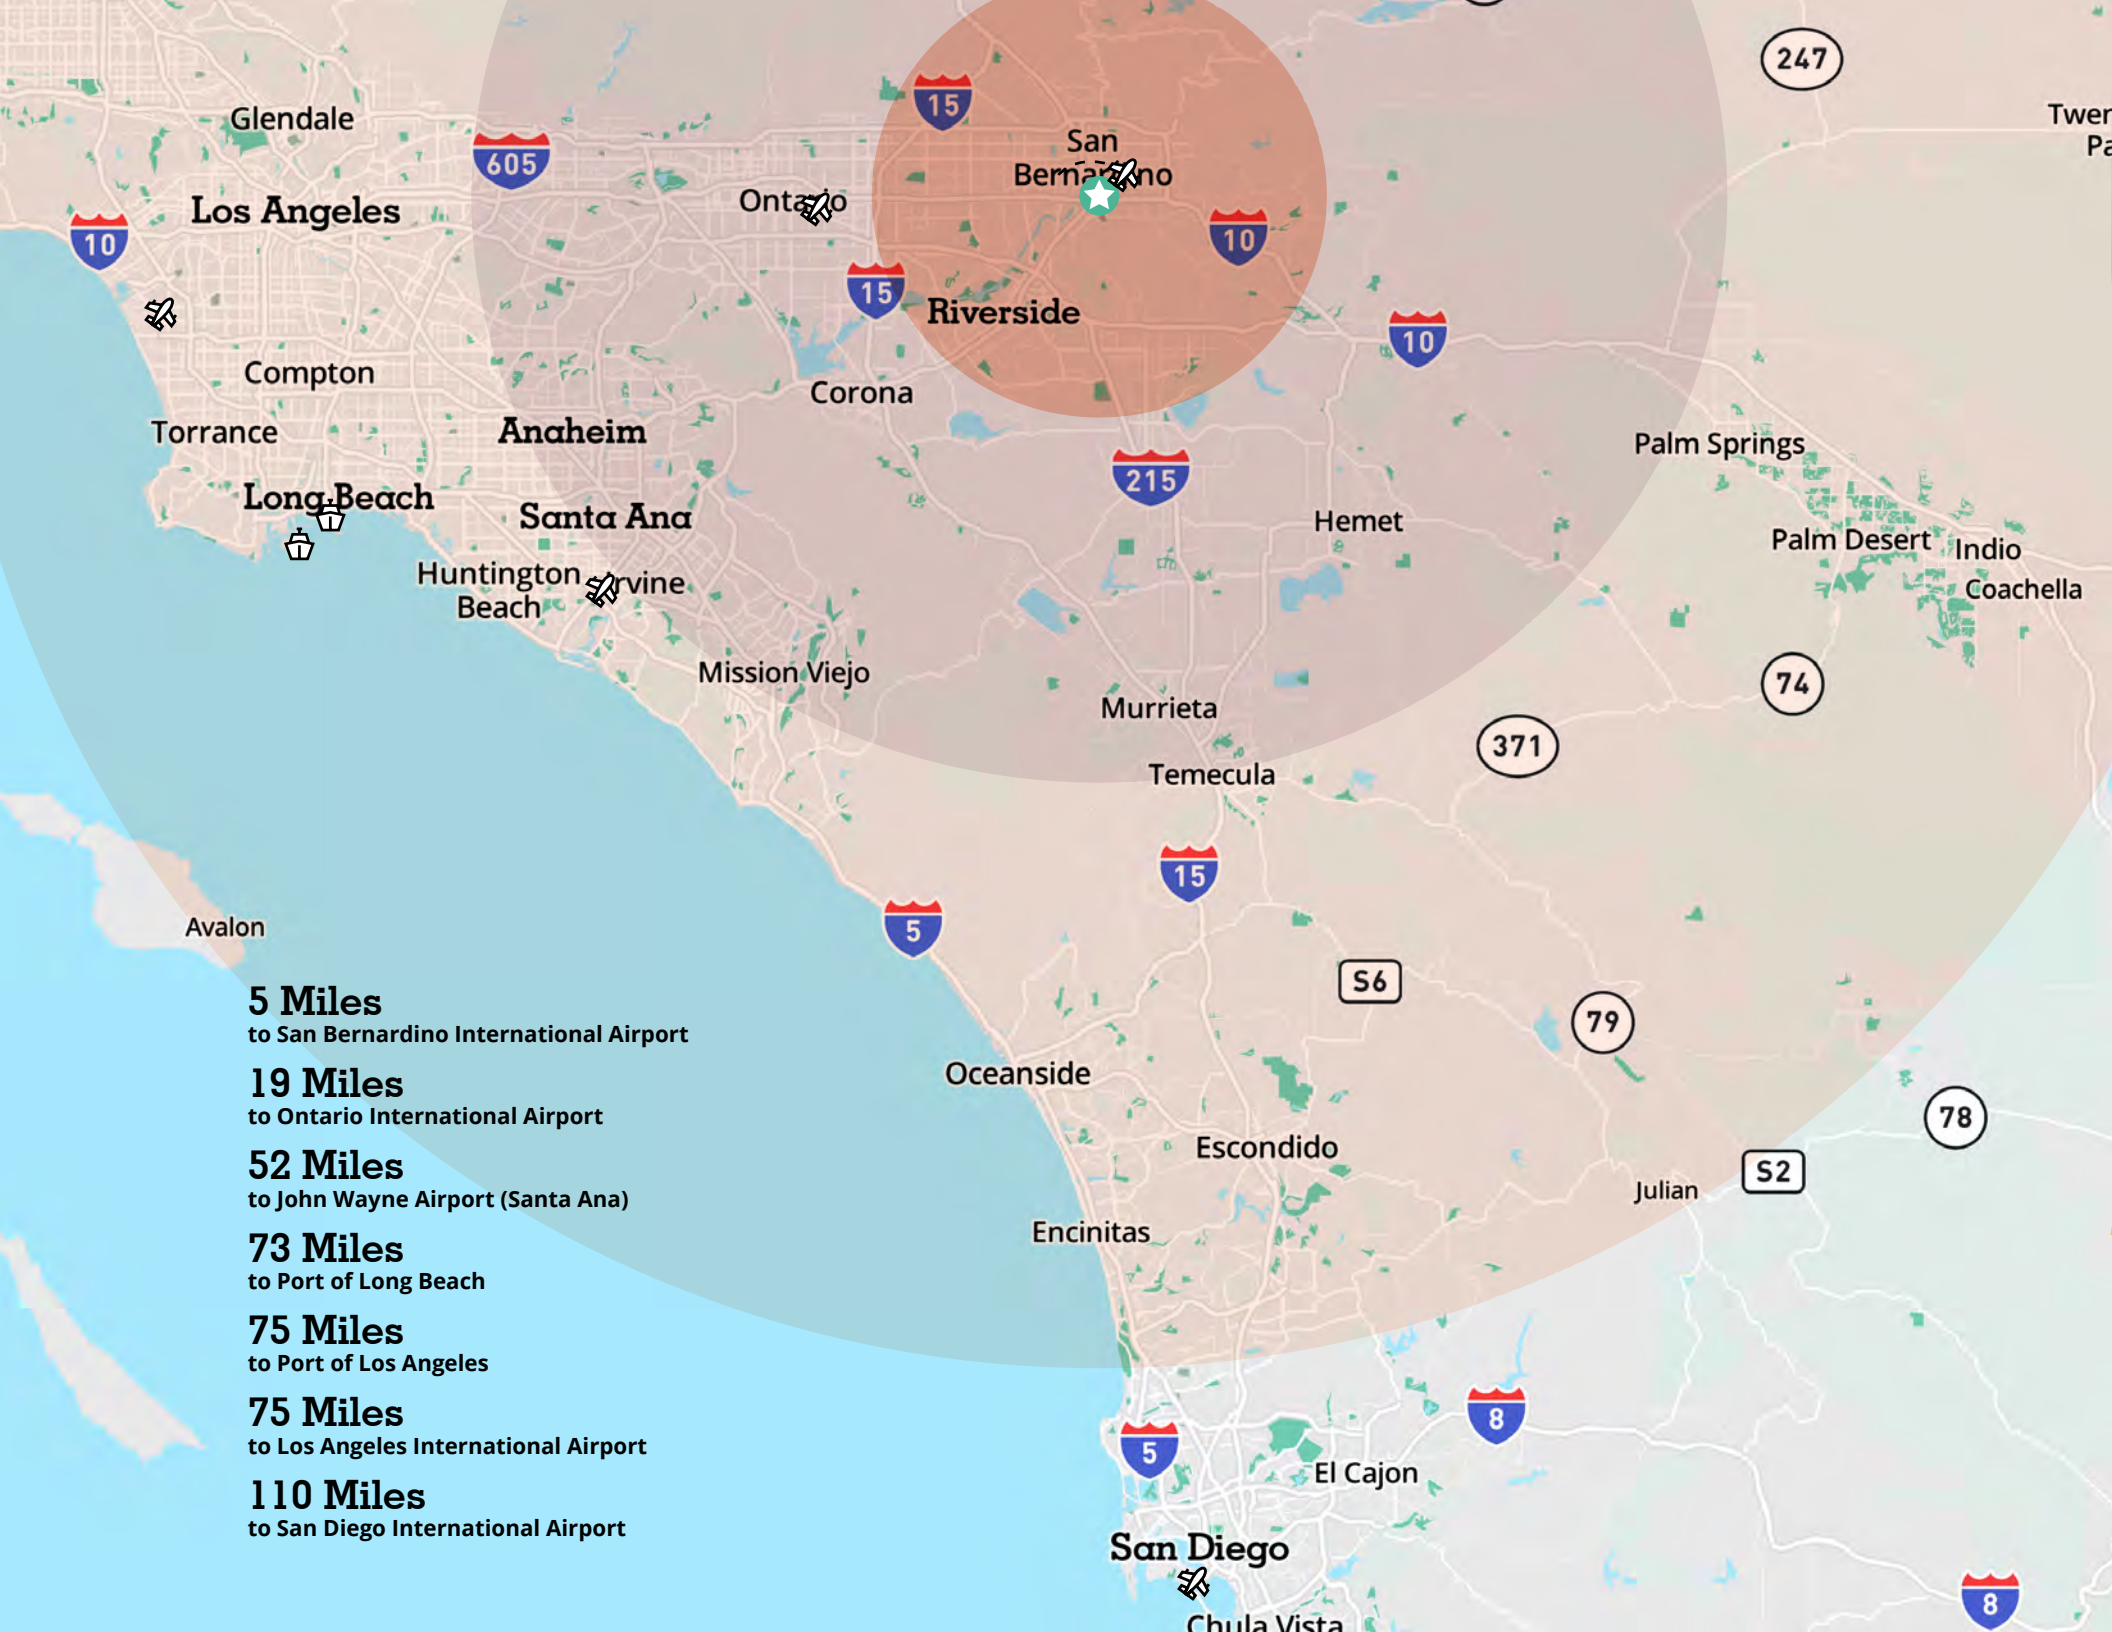 247
Twen
Pa
Glendale
15
605
San
Bernardino
Los Angeles
Ontario
10
10
15
Riverside
10
Compton
Corona
Torrance
Anaheim
Palm Springs
215
Long Beach
Santa Ana
Hemet
Palm Desert
Indio
Huntington
Beach
Irvine
Coachella
Mission Viejo
74
Murrieta
371
Temecula
15
Avalon
5
S6
5 Miles
to San Bernardino International Airport
79
Oceanside
19 Miles
to Ontario International Airport
78
Escondido
52 Miles
to John Wayne Airport (Santa Ana)
S2
Julian
Encinitas
73 Miles
to Port of Long Beach
75 Miles
to Port of Los Angeles
75 Miles
to Los Angeles International Airport
8
5
El Cajon
110 Miles
to San Diego International Airport
San Diego
8
Chula Vista